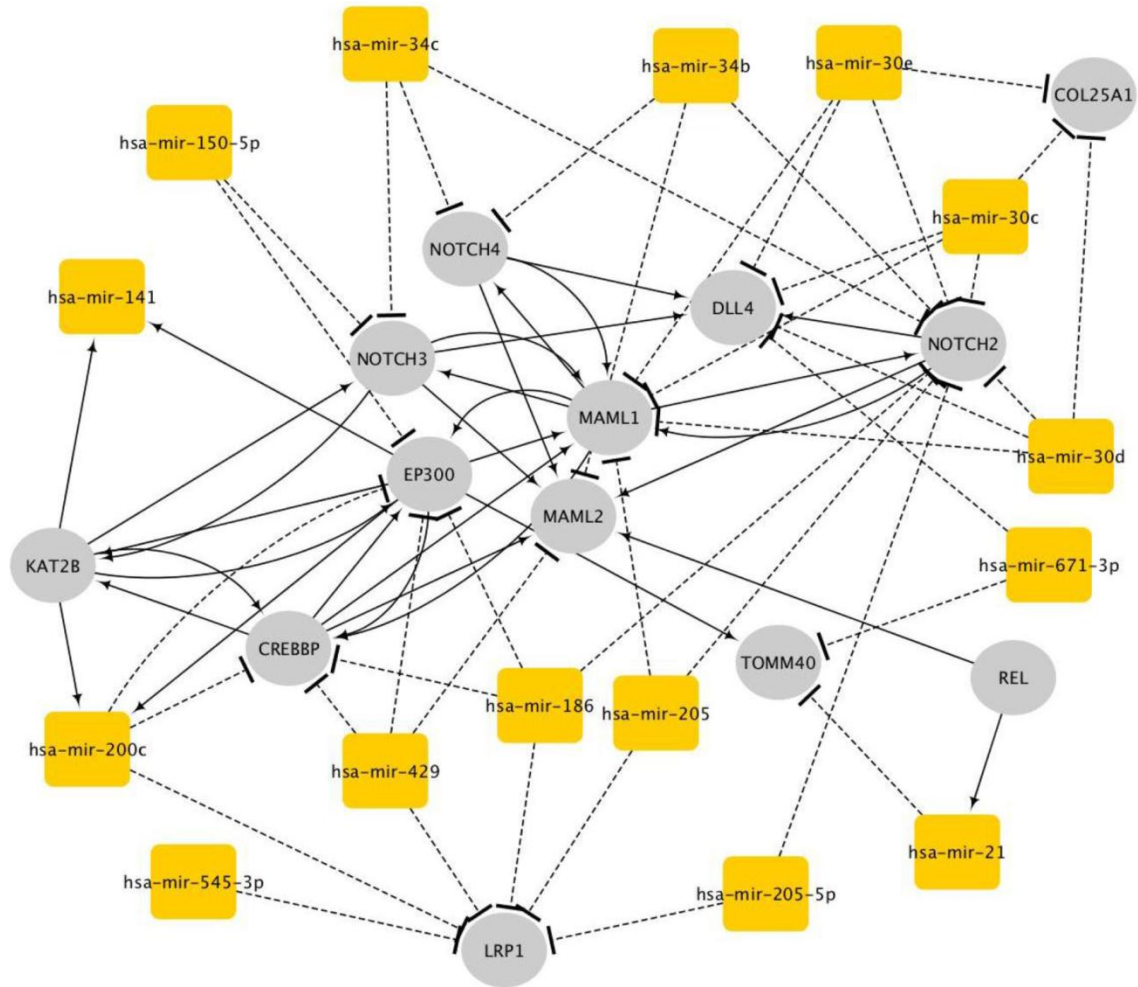 hsa-mir-34c
hsa-mir-34b
hsa-mir-30e
COL25A1
hsa-mir-150-5p
hsa-mir-30c
NOTCH4
hsa-mir-141
DLL4
NOTCH3
NOTCH2
MAML1
hsa-mir-30d
EP300
MAML2
KAT2B
hsa-mir-671-3p
CREBBP
TOMM40
REL
hsa-mir-186
hsa-mir-205
hsa-mir-200c
hsa-mir-429
hsa-mir-21
hsa-mir-545-3p
hsa-mir-205-5p
LRP1